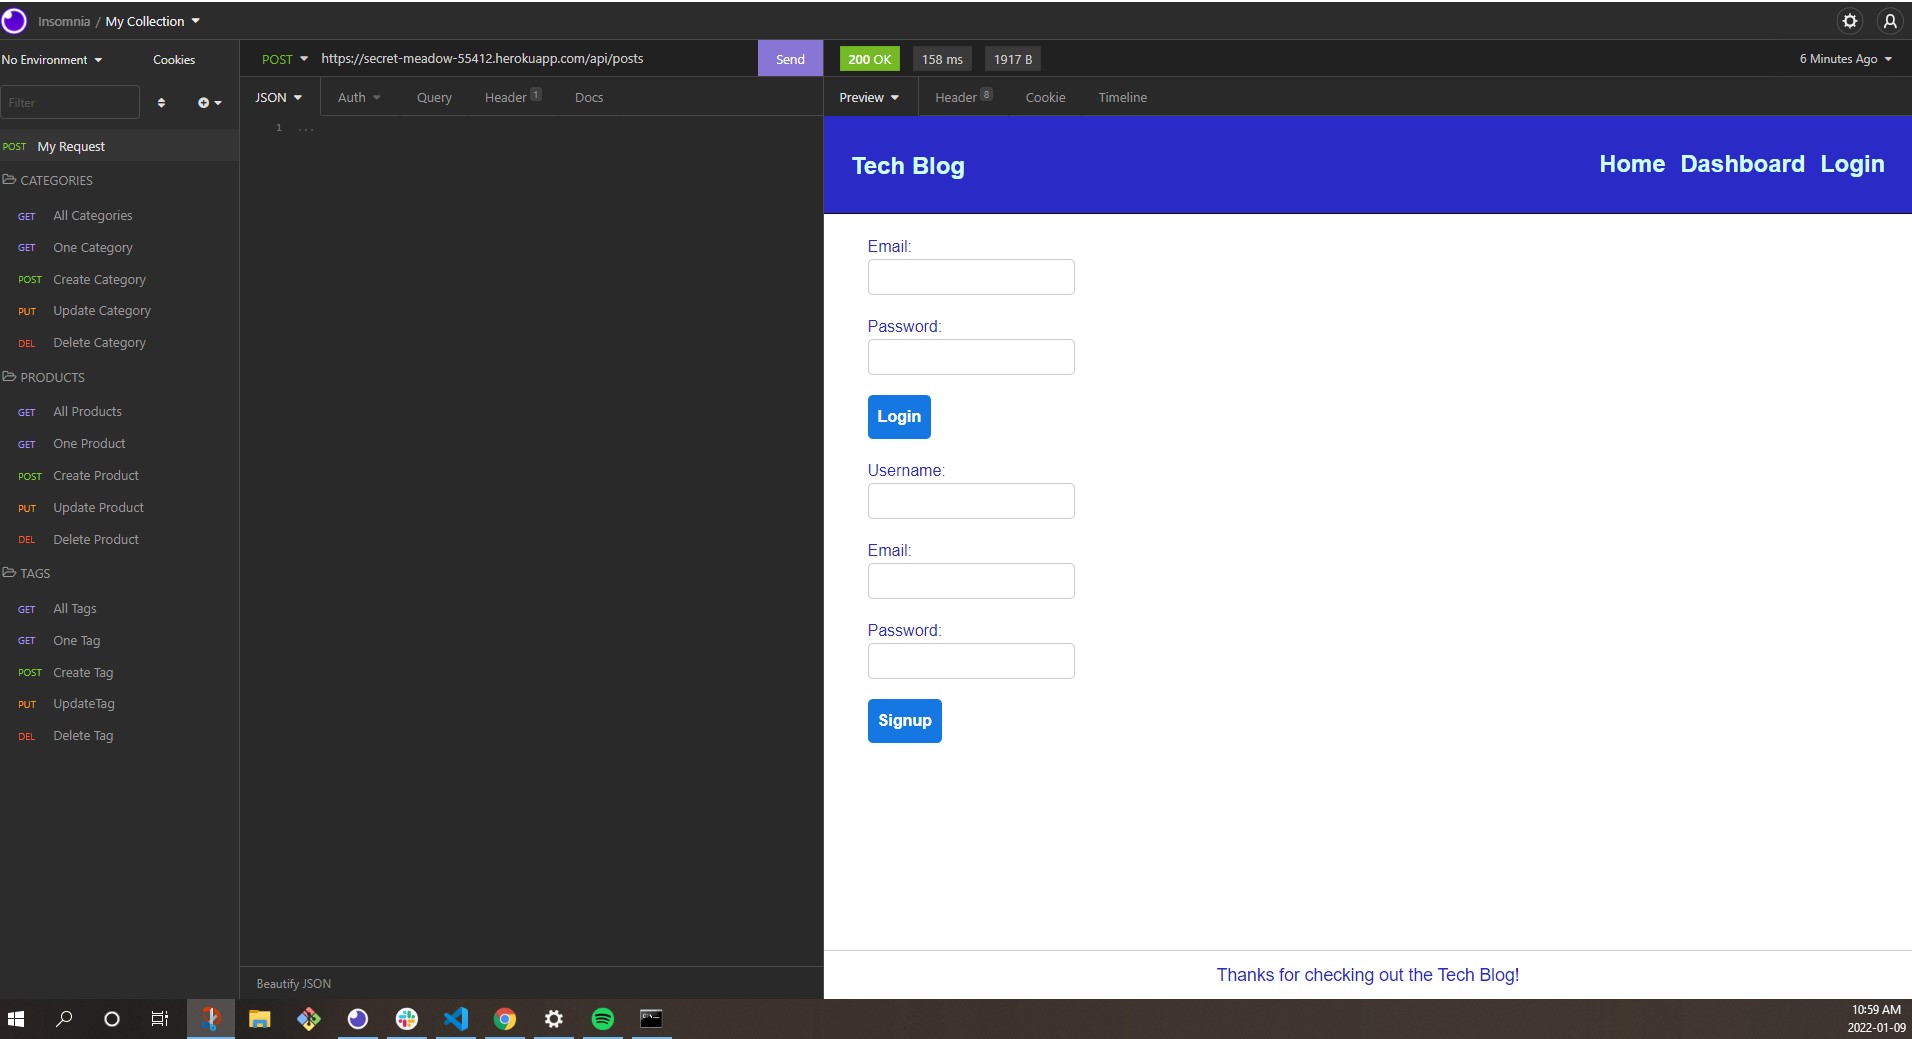 Insomnia / My Collection
No Environment Cookies
Filter
POST My Request
CATEGORIES
GET All Categories
GET One Category
POST Create Category
PUT Update Category
DEL Delete Category
PRODUCTS
GET All Products
GET One Product
POST Create Product
PUT Update Product
DEL Delete Product
TAGS
GET All Tags
GET One Tag
POST Create Tag
PUT UpdateTag
DEL Delete Tag
POST https://secret-meadow-55412.herokuapp.com/api/posts Send
JSON Auth Query Header 1 Docs
1 ...
Beautify JSON
200 OK 158 ms 1917 B 6 Minutes Ago
Preview Header 8 Cookie Timeline
Tech Blog Home Dashboard Login
Email:
Password:
Login
Username:
Email:
Password:
Signup
Thanks for checking out the Tech Blog!
10:59 AM
2022-01-09